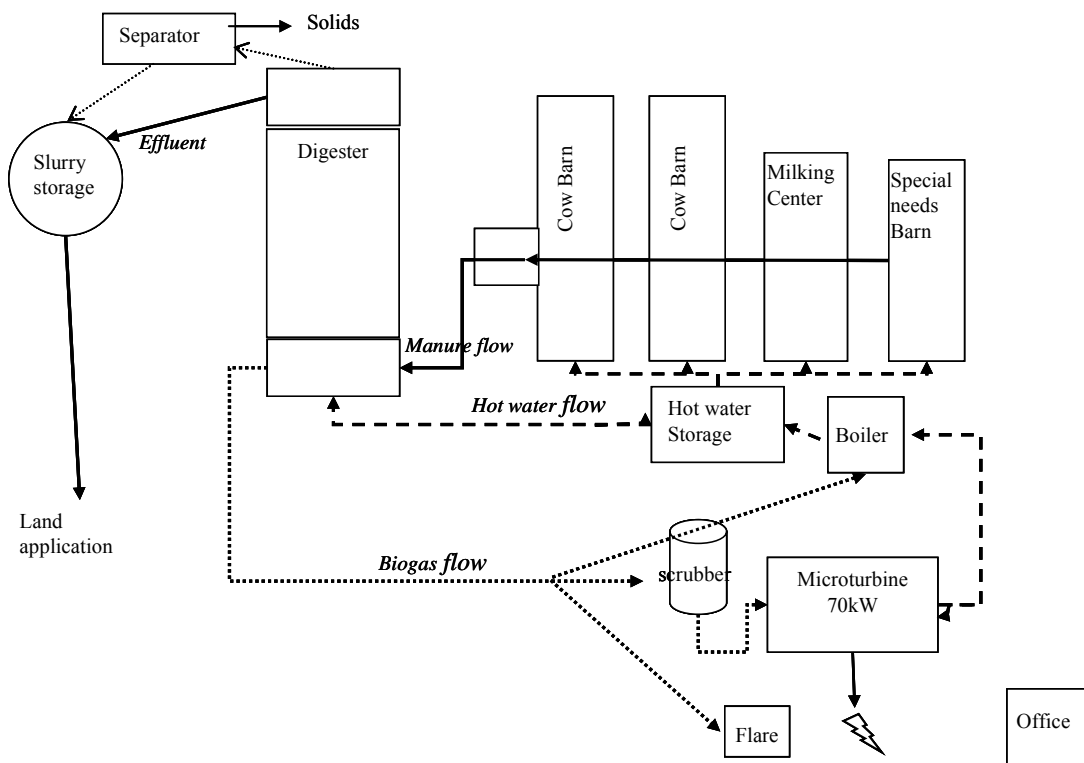 Solids
Separator
Effluent
Slurry
storage
Digester
Cow Barn
Cow Barn
Milking
Center
Special
needs
Barn
Manure flow
Hot water flow
Hot water
Storage
Boiler
Land
application
Biogas flow
scrubber
Microturbine
70kW
Flare
Office